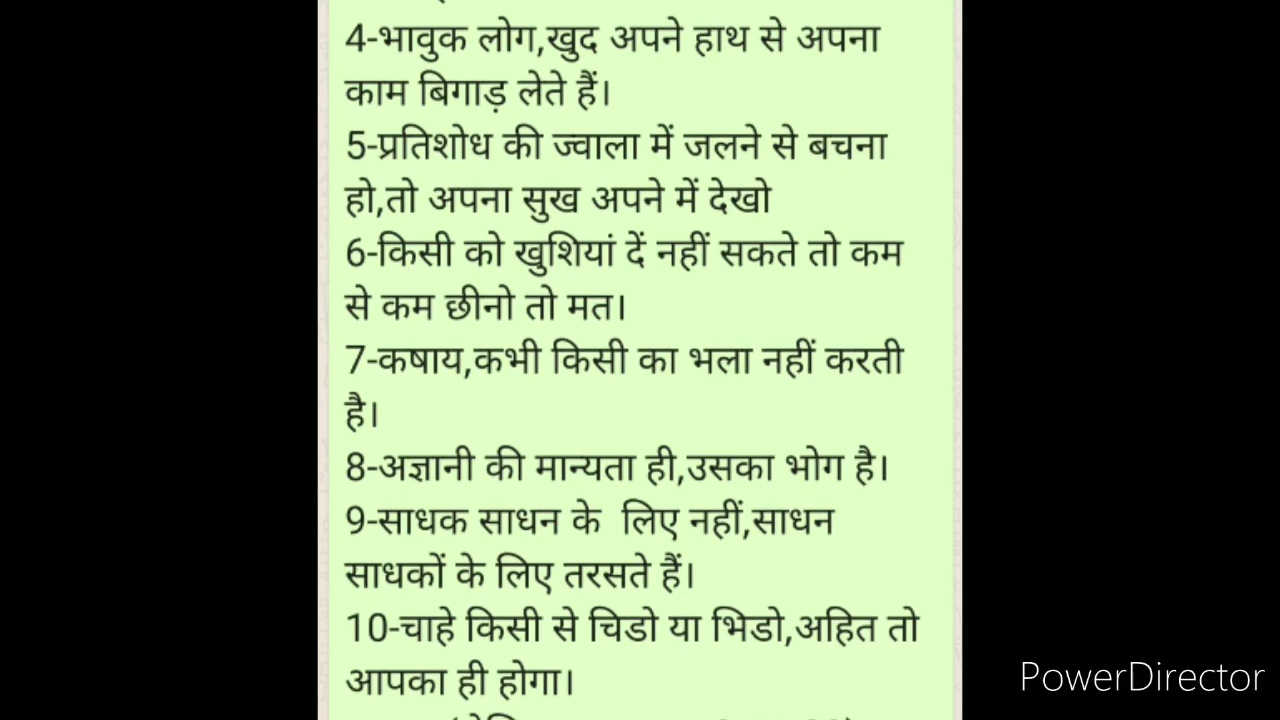 4-भावुक लोग,खुद अपने हाथ से अपना
काम बिगाड़ लेते हैं।
5-प्रतिशोध की ज्वाला में जलने से बचना
हो,तो अपना सुख अपने में देखो
6-किसी को खुशियां दें नहीं सकते तो कम
से कम छीनो तो मत।
7-कषाय,कभी किसी का भला नहीं करती
है।
8-अज्ञानी की मान्यता ही,उसका भोग है।
9-साधक साधन के  लिए नहीं,साधन
साधकों के लिए तरसते हैं।
10-चाहे किसी से चिडो या भिडो,अहित तो
आपका ही होगा।
PowerDirector